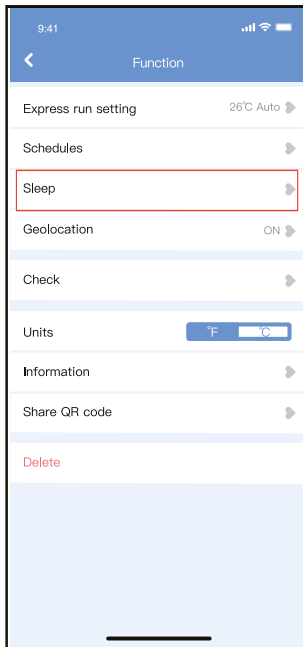 9:41
Function
Express run setting 26℃ Auto
Schedules
Sleep
Geolocation ON
Check
Units °F °C
Information
Share QR code
Delete